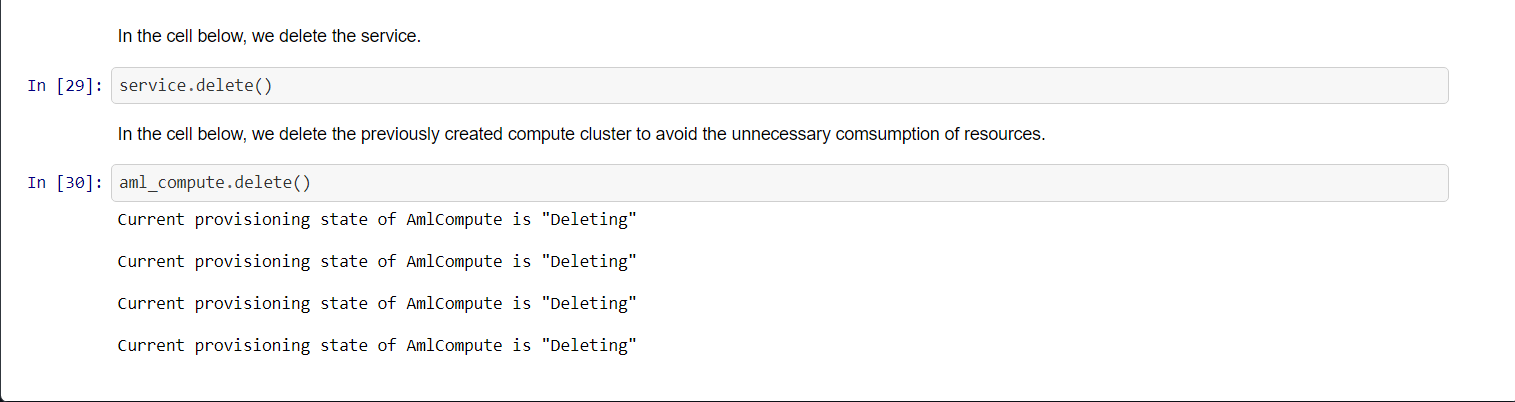 In the cell below, we delete the service.
In [29]: service.delete()
In the cell below, we delete the previously created compute cluster to avoid the unnecessary comsumption of resources.
In [30]: aml_compute.delete()
Current provisioning state of AmlCompute is "Deleting"
Current provisioning state of AmlCompute is "Deleting"
Current provisioning state of AmlCompute is "Deleting"
Current provisioning state of AmlCompute is "Deleting"